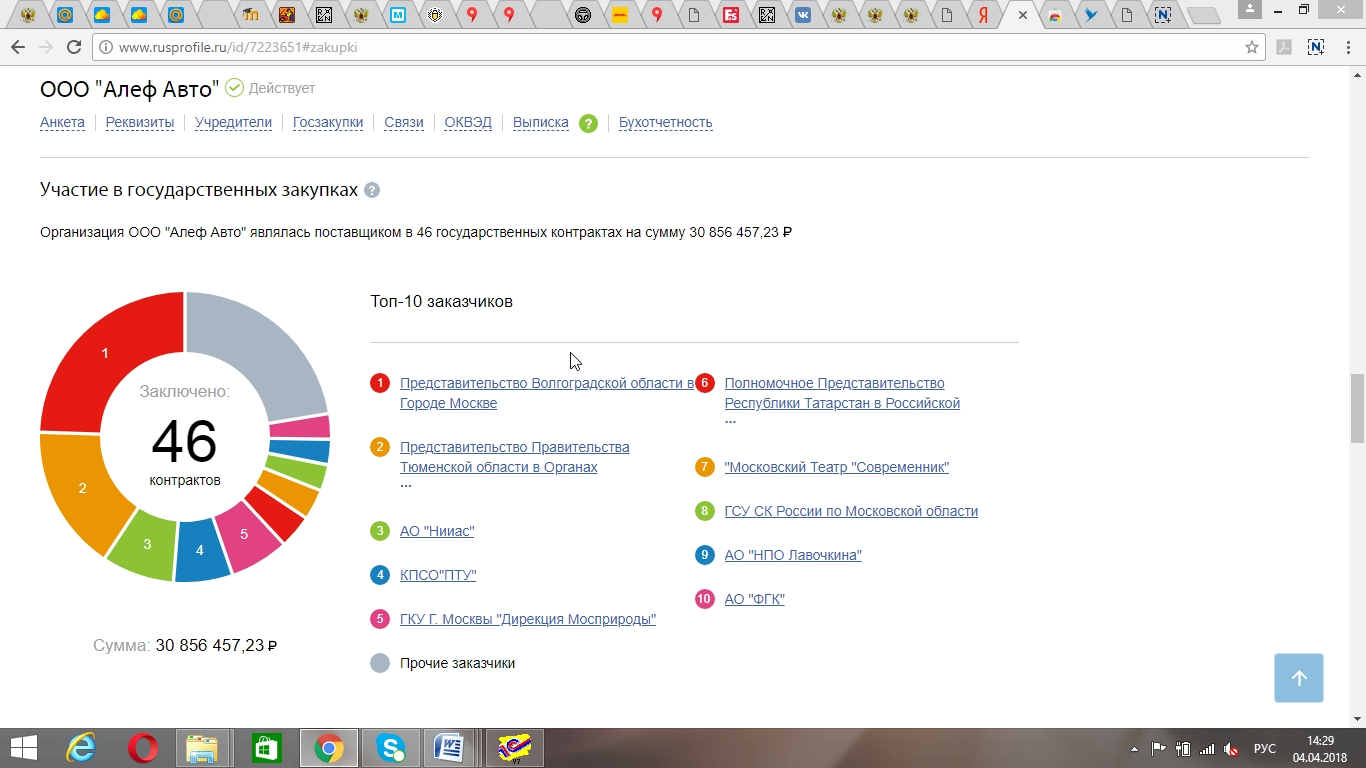 www.rusprofile.ru/id/7223651#zakupki
ООО "Алеф Авто" Действует
Анкета Реквизиты Учредители Госзакупки Связи ОКВЭД Выписка ? Бухотчетность
Участие в государственных закупках ?
Организация ООО "Алеф Авто" являлась поставщиком в 46 государственных контрактах на сумму 30 856 457,23 ₽
1
2
3
4
5
Заключено:
46
контрактов
Сумма: 30 856 457,23 ₽
Топ-10 заказчиков
1 Представительство Волгоградской области в
Городе Москве
2 Представительство Правительства
Тюменской области в Органах
...
3 АО "Нииас"
4 КПСО"ПТУ"
5 ГКУ Г. Москвы "Дирекция Мосприроды"
Прочие заказчики
6 Полномочное Представительство
Республики Татарстан в Российской
...
7 "Московский Театр "Современник"
8 ГСУ СК России по Московской области
9 АО "НПО Лавочкина"
10 АО "ФГК"
РУС
14:29
04.04.2018